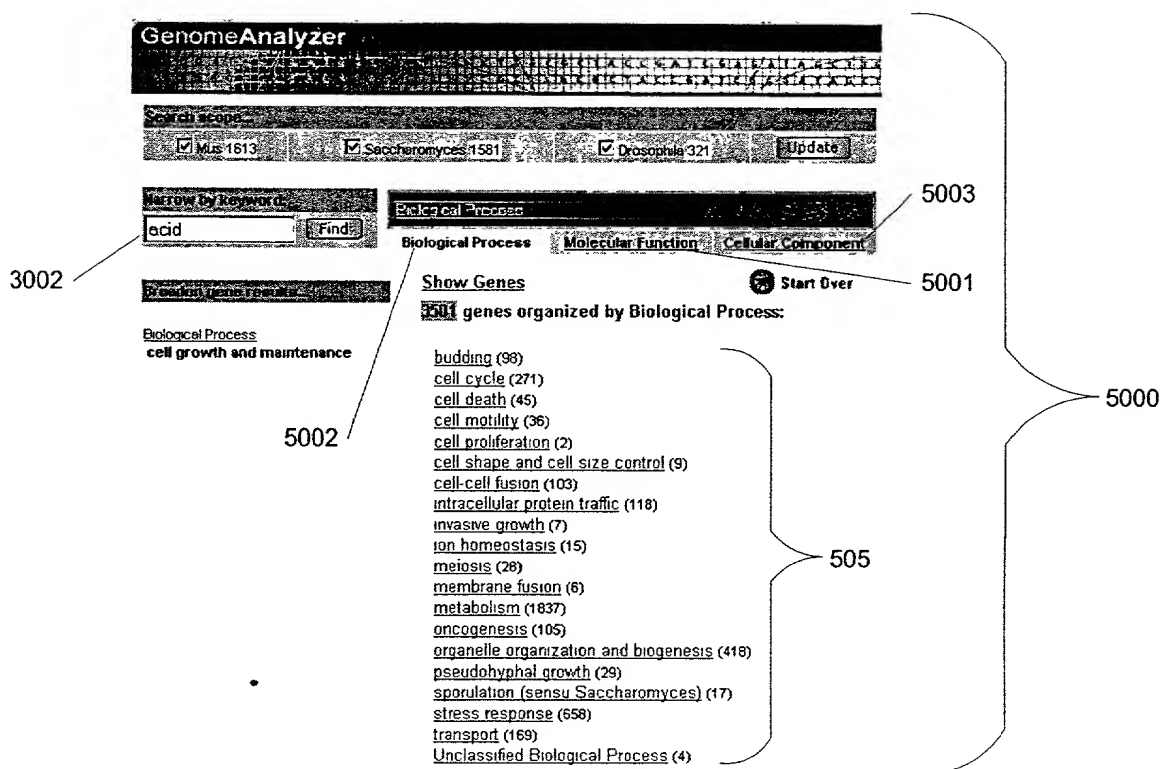 GenomeAnalyzer
Search scope...
Mus 1613
Saccharomyces 1581
Drosophila 321
Update
Narrow by keyword...
acid
Find
Biological Process
Biological Process
Molecular Function
Cellular Component
5003
3002
5001
Show Genes
Start Over
Broaden gene results...
genes organized by Biological Process:
Biological Process
cell growth and maintenance
budding (98)
cell cycle (271)
cell death (45)
cell motility (36)
5000
5002
cell proliferation (2)
cell shape and cell size control (9)
cell-cell fusion (103)
intracellular protein traffic (118)
invasive growth (7)
ion homeostasis (15)
505
meiosis (28)
membrane fusion (6)
metabolism (1837)
oncogenesis (105)
organelle organization and biogenesis (418)
pseudohyphal growth (29)
sporulation (sensu Saccharomyces) (17)
stress response (658)
transport (169)
Unclassified Biological Process (4)